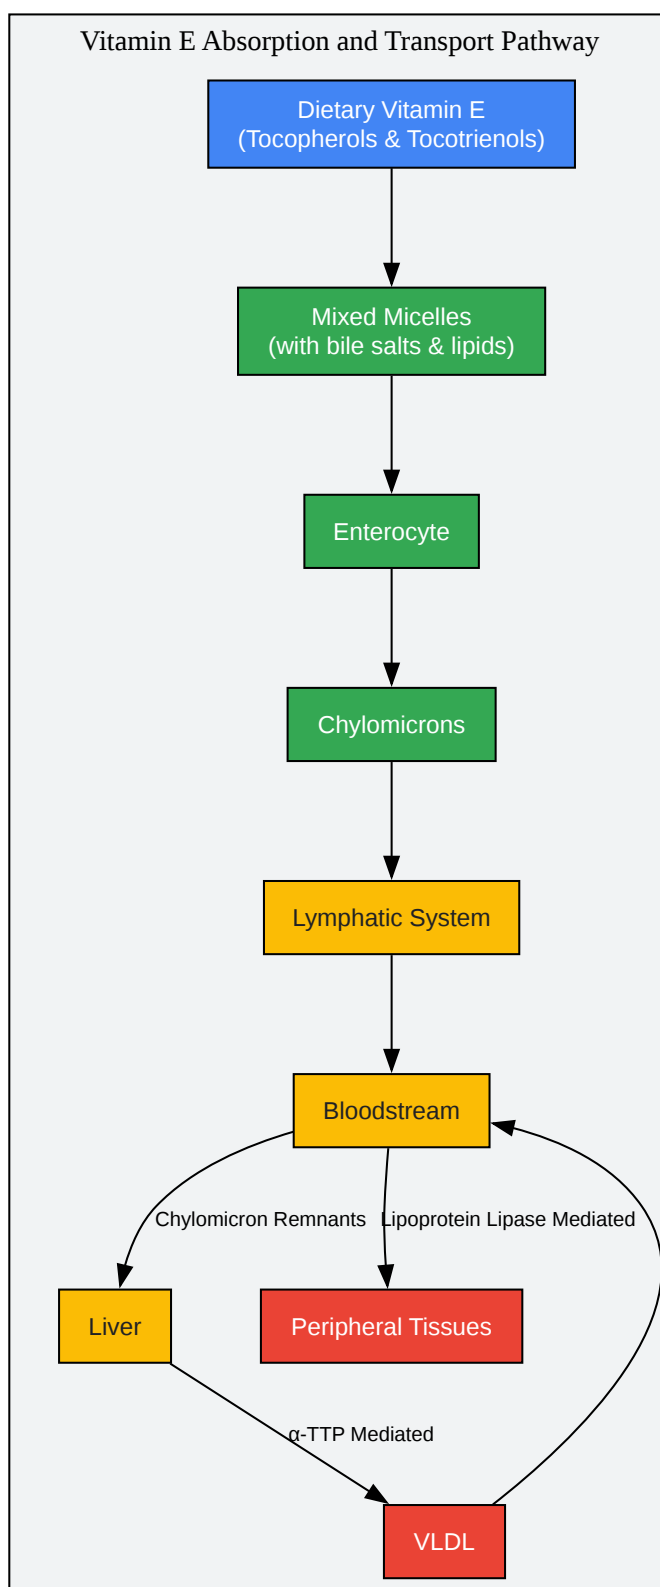 Vitamin E Absorption and Transport Pathway
Dietary Vitamin E
(Tocopherols & Tocotrienols)
Mixed Micelles
(with bile salts & lipids)
Enterocyte
Chylomicrons
Lymphatic System
Bloodstream
Chylomicron Remnants
Lipoprotein Lipase Mediated
Liver
Peripheral Tissues
α-TTP Mediated
VLDL